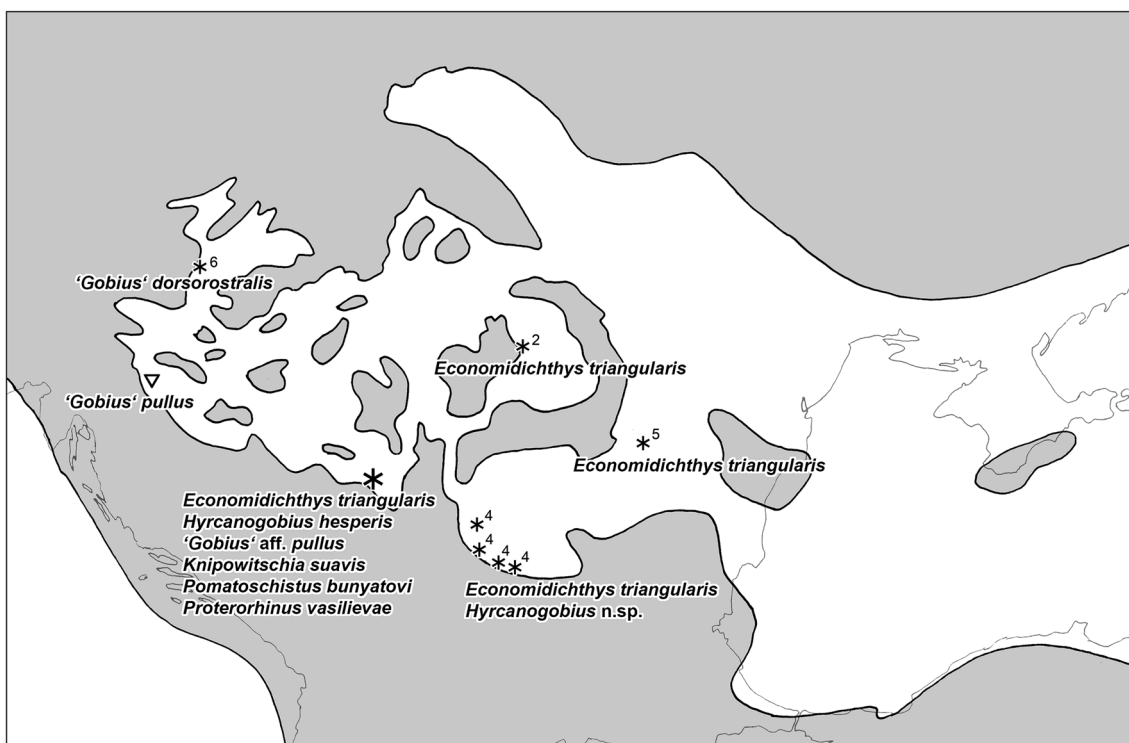 6
‘Gobius‘ dorsorostralis
2
Economidichthys triangularis
‘Gobius‘ pullus
5
Economidichthys triangularis
Economidichthys triangularis
Hyrcanogobius hesperis
‘Gobius‘ aff. pullus
Knipowitschia suavis
Pomatoschistus bunyatovi
Proterorhinus vasilievae
4
4
4
4
Economidichthys triangularis
Hyrcanogobius n.sp.